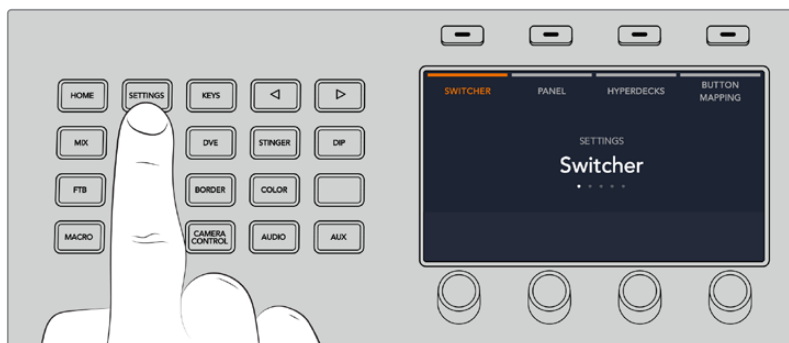 HOME
SETTINGS
KEYS
MIX
DVE
STINGER
DIP
FTB
BORDER
COLOR
MACRO
CAMERA
CONTROL
AUDIO
AUX
SWITCHER
PANEL
HYPERDECKS
BUTTON
MAPPING
SETTINGS
Switcher